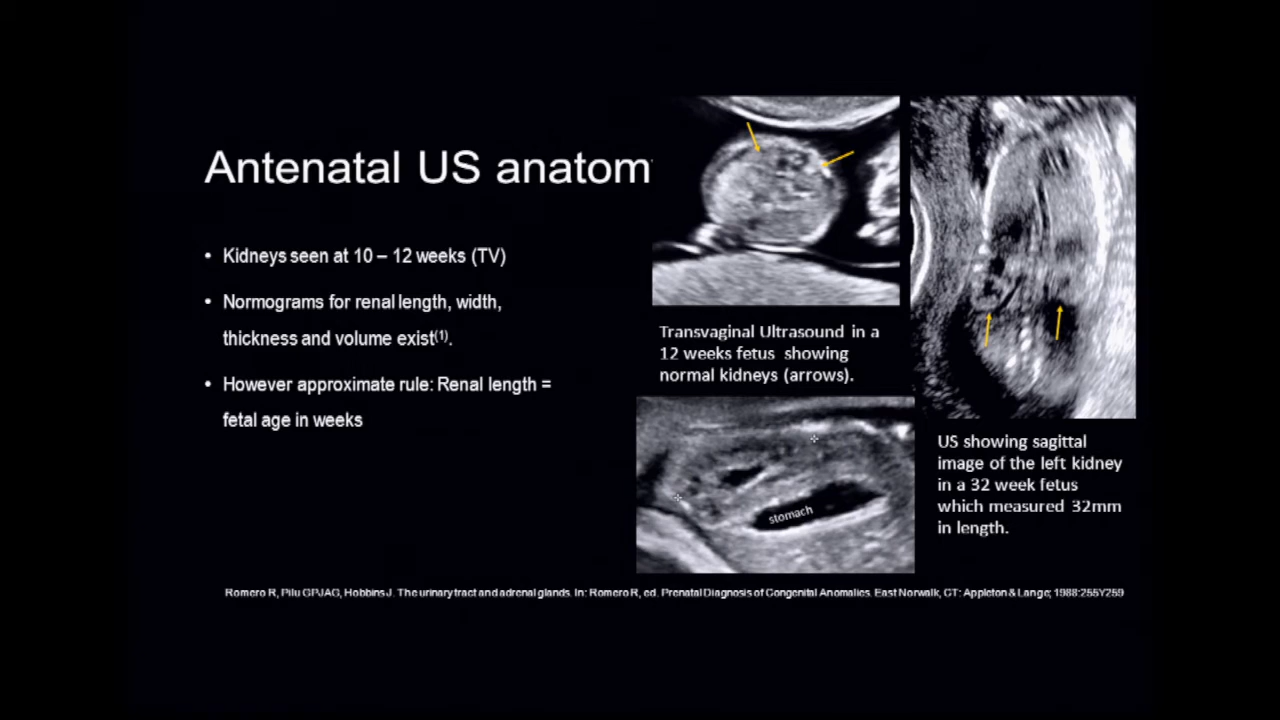 Antenatal US anatom
• Kidneys seen at 10 – 12 weeks (TV)
• Normograms for renal length, width,
thickness and volume exist(1).
• However approximate rule: Renal length =
fetal age in weeks
Transvaginal Ultrasound in a
12 weeks fetus showing
normal kidneys (arrows).
stomach
US showing sagittal
image of the left kidney
in a 32 week fetus
which measured 32mm
in length.
Romero R, Pilu GPJAG, Hobbins J. The urinary tract and adrenal glands. In: Romero R, ed. Prenatal Diagnosis of Congenital Anomalies. East Norwalk, CT: Appleton & Lange; 1988:255Y259